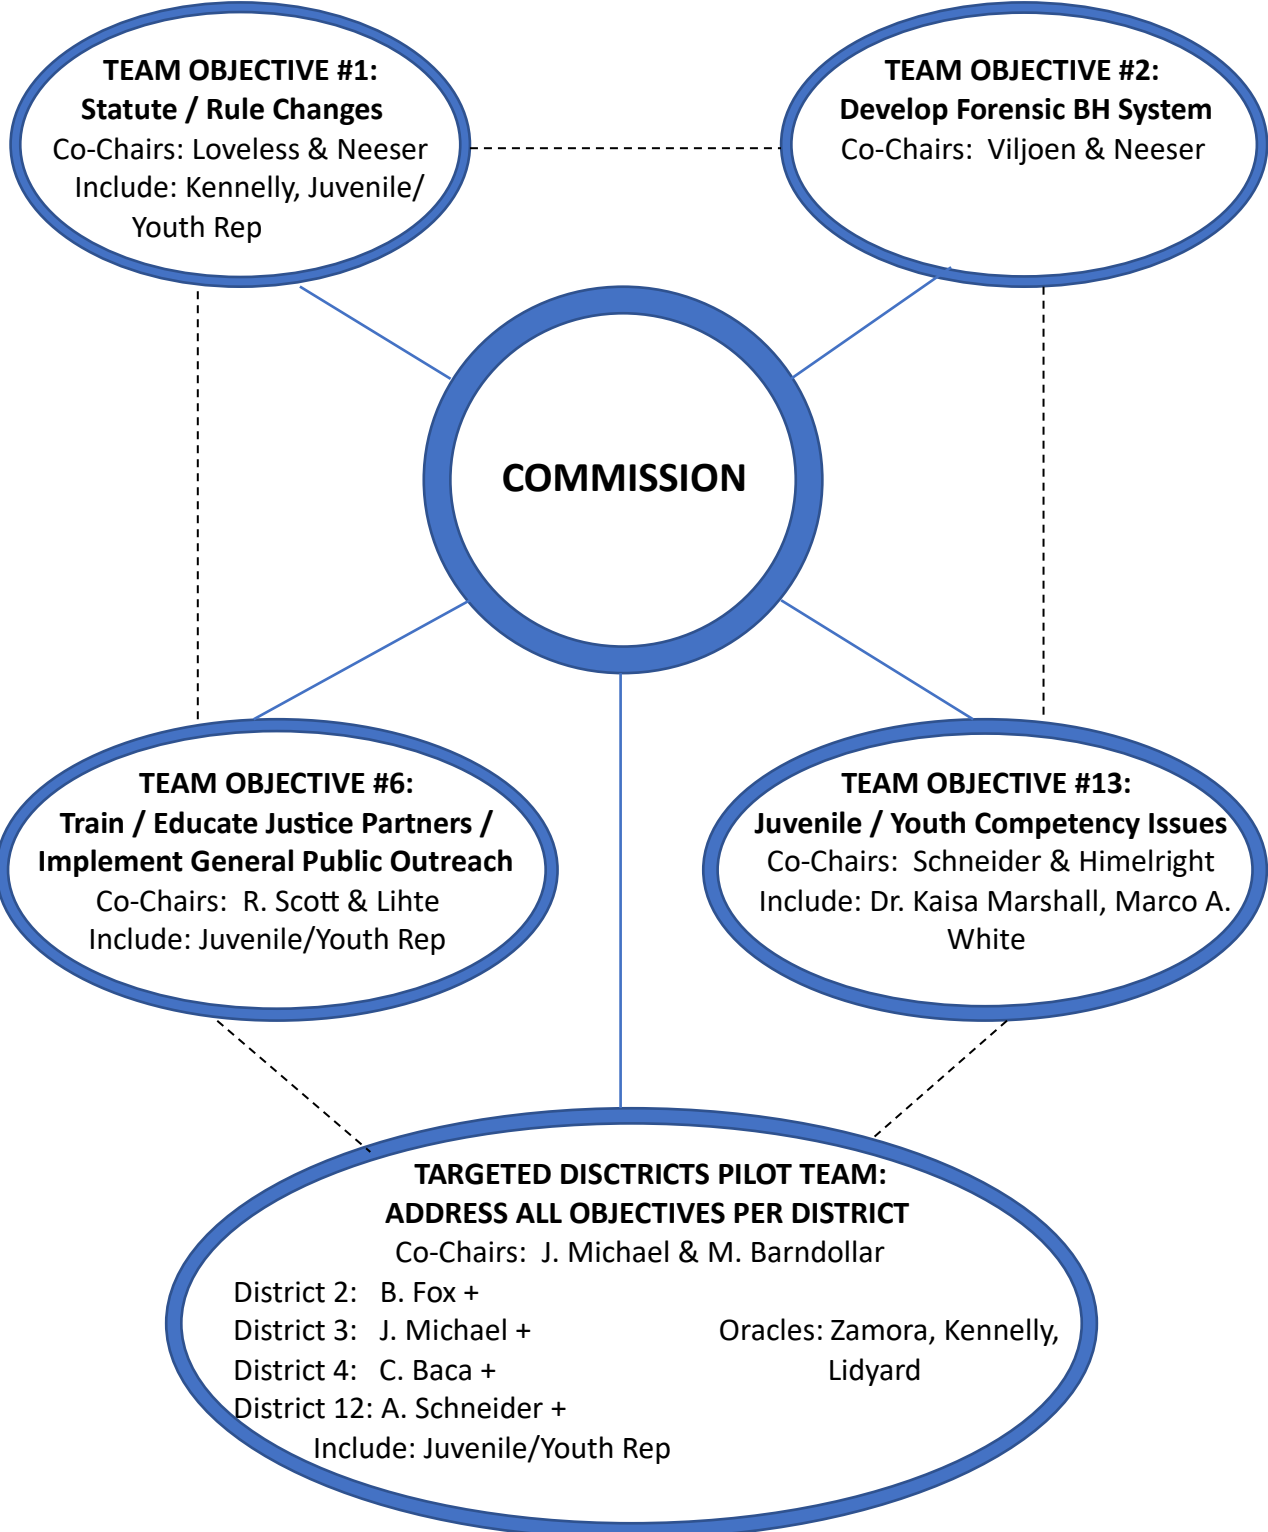 TEAM OBJECTIVE #1:
Statute / Rule Changes
Co-Chairs: Loveless & Neeser
Include: Kennelly, Juvenile/
Youth Rep
TEAM OBJECTIVE #2:
Develop Forensic BH System
Co-Chairs: Viljoen & Neeser
COMMISSION
TEAM OBJECTIVE #6:
Train / Educate Justice Partners /
Implement General Public Outreach
Co-Chairs: R. Scott & Lihte
Include: Juvenile/Youth Rep
TEAM OBJECTIVE #13:
Juvenile / Youth Competency Issues
Co-Chairs: Schneider & Himelright
Include: Dr. Kaisa Marshall, Marco A.
White
TARGETED DISCTRICTS PILOT TEAM:
ADDRESS ALL OBJECTIVES PER DISTRICT
Co-Chairs: J. Michael & M. Barndollar
District 2: B. Fox +
District 3: J. Michael +
District 4: C. Baca +
District 12: A. Schneider +
Include: Juvenile/Youth Rep
Oracles: Zamora, Kennelly,
Lidyard